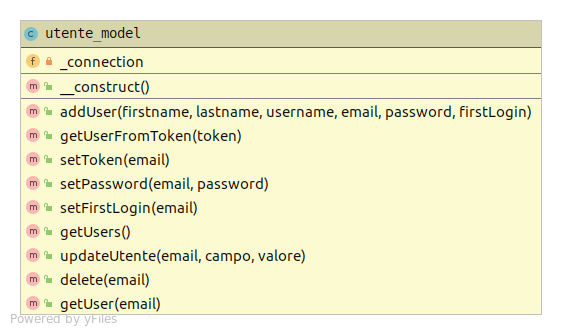 c utente_model
f _connection
m __construct()
m addUser(firstname, lastname, username, email, password, firstLogin)
m getUserFromToken(token)
m setToken(email)
m setPassword(email, password)
m setFirstLogin(email)
m getUsers()
m updateUtente(email, campo, valore)
m delete(email)
m getUser(email)
Powered by yFiles